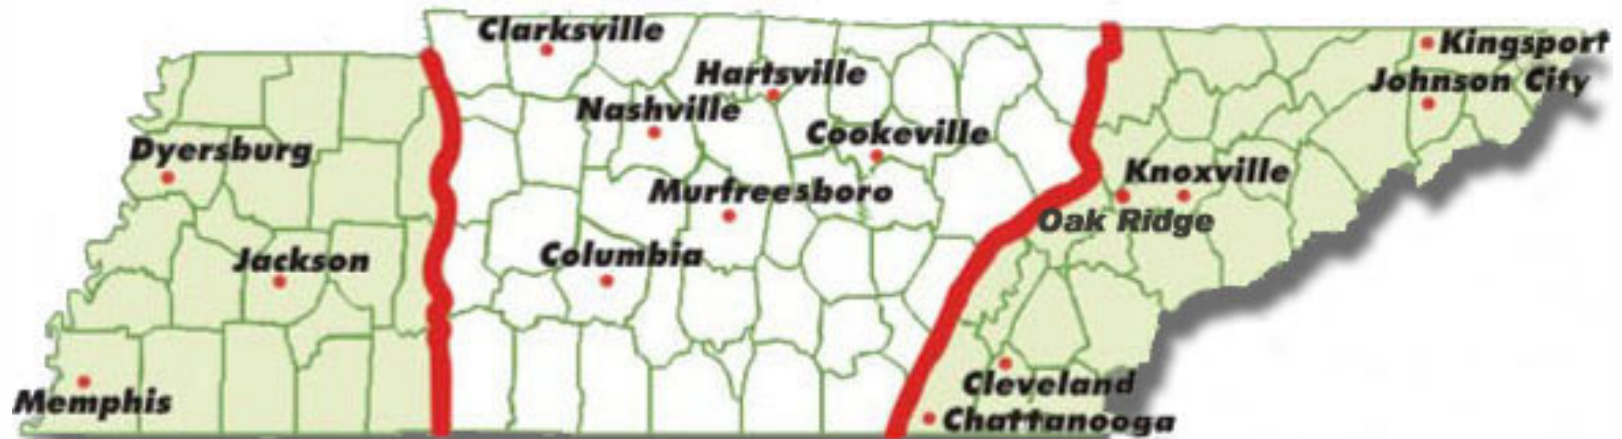 Clarksville
Kingsport
Hartsville
Johnson City
Nashville
Cookeville
Dyersburg
Knoxville
Murfreesboro
Oak Ridge
Jackson
Columbia
Cleveland
Memphis
Chattanooga